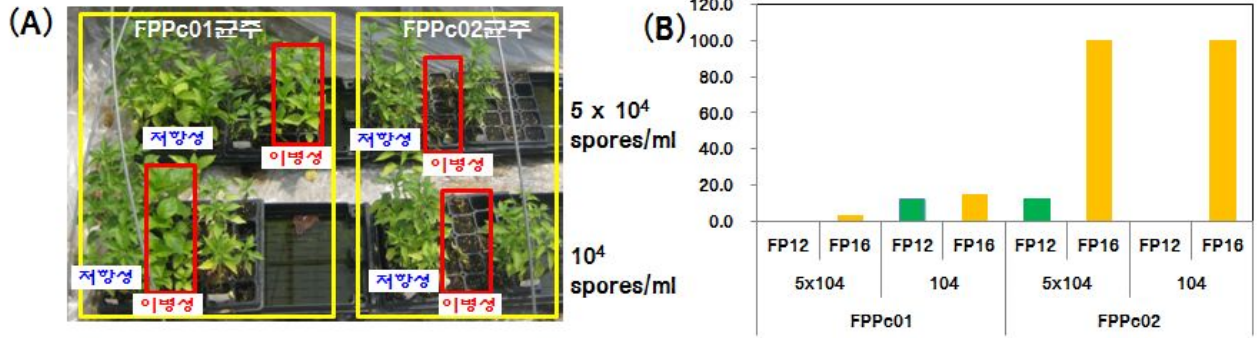 (A)
FPPc01균주
FPPc02균주
저항성
이병성
저항성
이병성
5 x 10⁴
spores/ml
저항성
이병성
저항성
이병성
10⁴
spores/ml
(B)
120.0
100.0
80.0
60.0
40.0
20.0
0.0
FP12 FP16 FP12 FP16 FP12 FP16 FP12 FP16
5x104 104 5x104 104
FPPc01 FPPc02